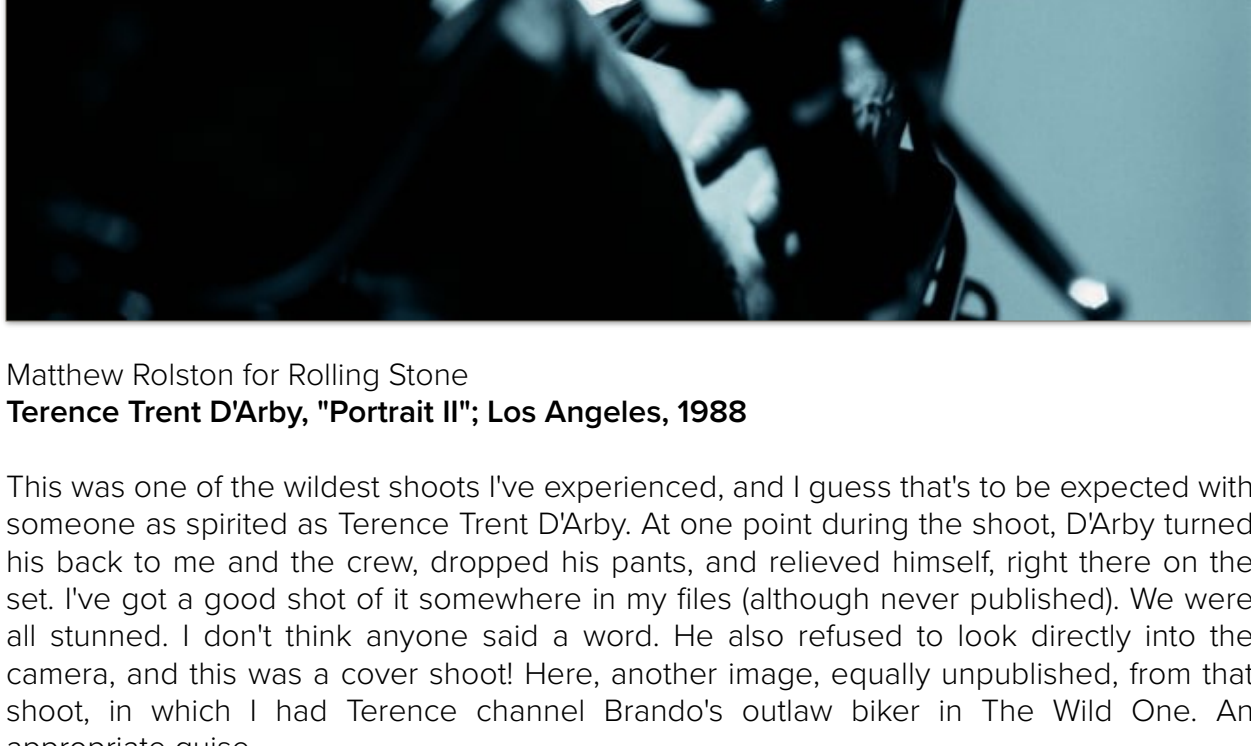 Matthew Rolston for Rolling Stone
Terence Trent D'Arby, "Portrait II"; Los Angeles, 1988
This was one of the wildest shoots I've experienced, and I guess that's to be expected with
someone as spirited as Terence Trent D'Arby. At one point during the shoot, D'Arby turned
his back to me and the crew, dropped his pants, and relieved himself, right there on the
set. I've got a good shot of it somewhere in my files (although never published). We were
all stunned. I don't think anyone said a word. He also refused to look directly into the
camera, and this was a cover shoot! Here, another image, equally unpublished, from that
shoot, in which I had Terence channel Brando's outlaw biker in The Wild One. An
appropriate guise.